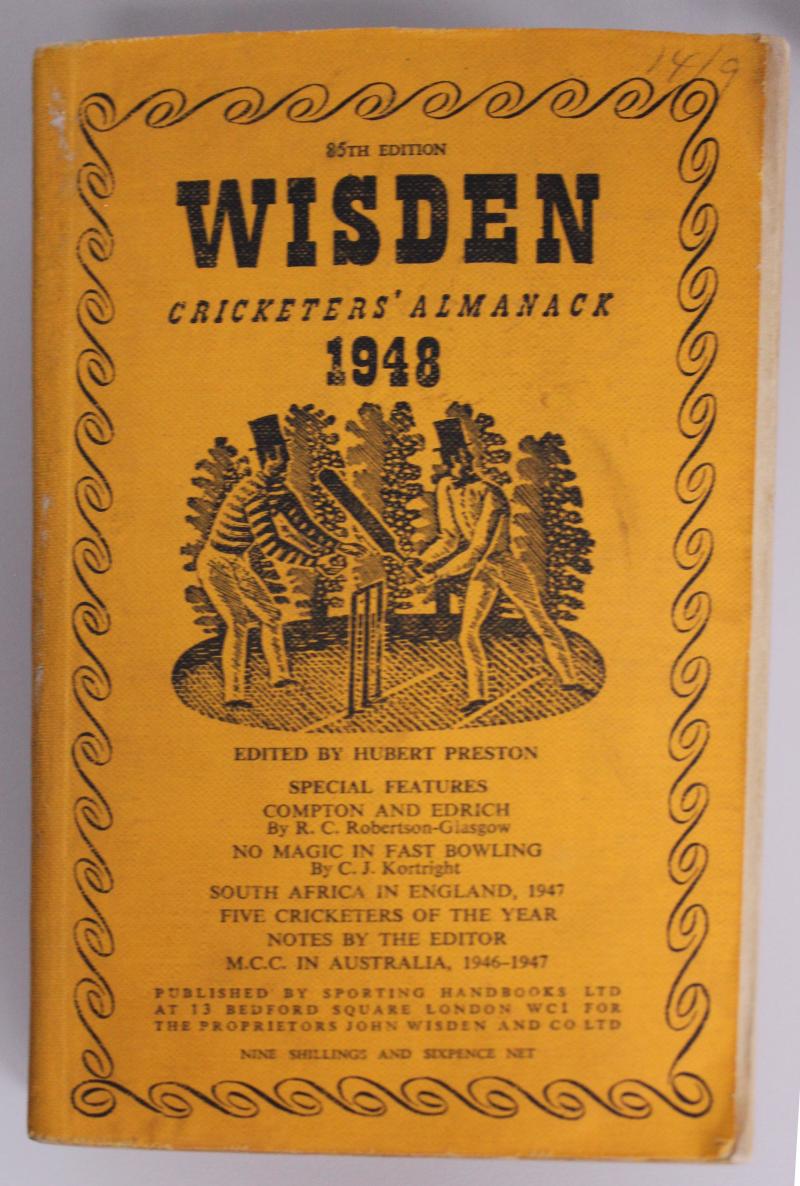 14/9
85TH EDITION
WISDEN
CRICKETERS' ALMANACK
1948
EDITED BY HUBERT PRESTON
SPECIAL FEATURES
COMPTON AND EDRICH
By R. C. Robertson-Glasgow
NO MAGIC IN FAST BOWLING
By C. J. Kortright
SOUTH AFRICA IN ENGLAND, 1947
FIVE CRICKETERS OF THE YEAR
NOTES BY THE EDITOR
M.C.C. IN AUSTRALIA, 1946-1947
PUBLISHED BY SPORTING HANDBOOKS LTD
AT 13 BEDFORD SQUARE LONDON WC1 FOR
THE PROPRIETORS JOHN WISDEN AND CO LTD
NINE SHILLINGS AND SIXPENCE NET